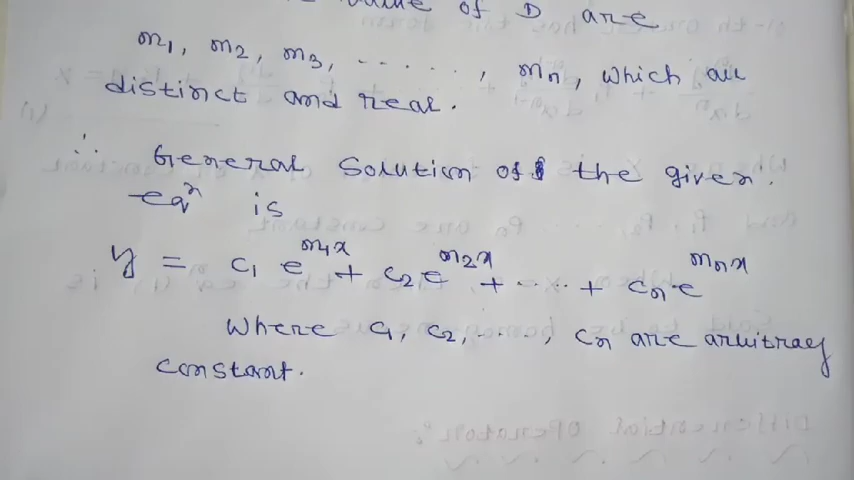 value of D are
m1, m2, m3, ......, mn, which are
distinct and real.
∴ General Solution of the given
eqn is
y = c1 e^m1x + c2 e^m2x + ..... + cn e^mnx
Where c1, c2, ...., cn are arbitrary
constant.